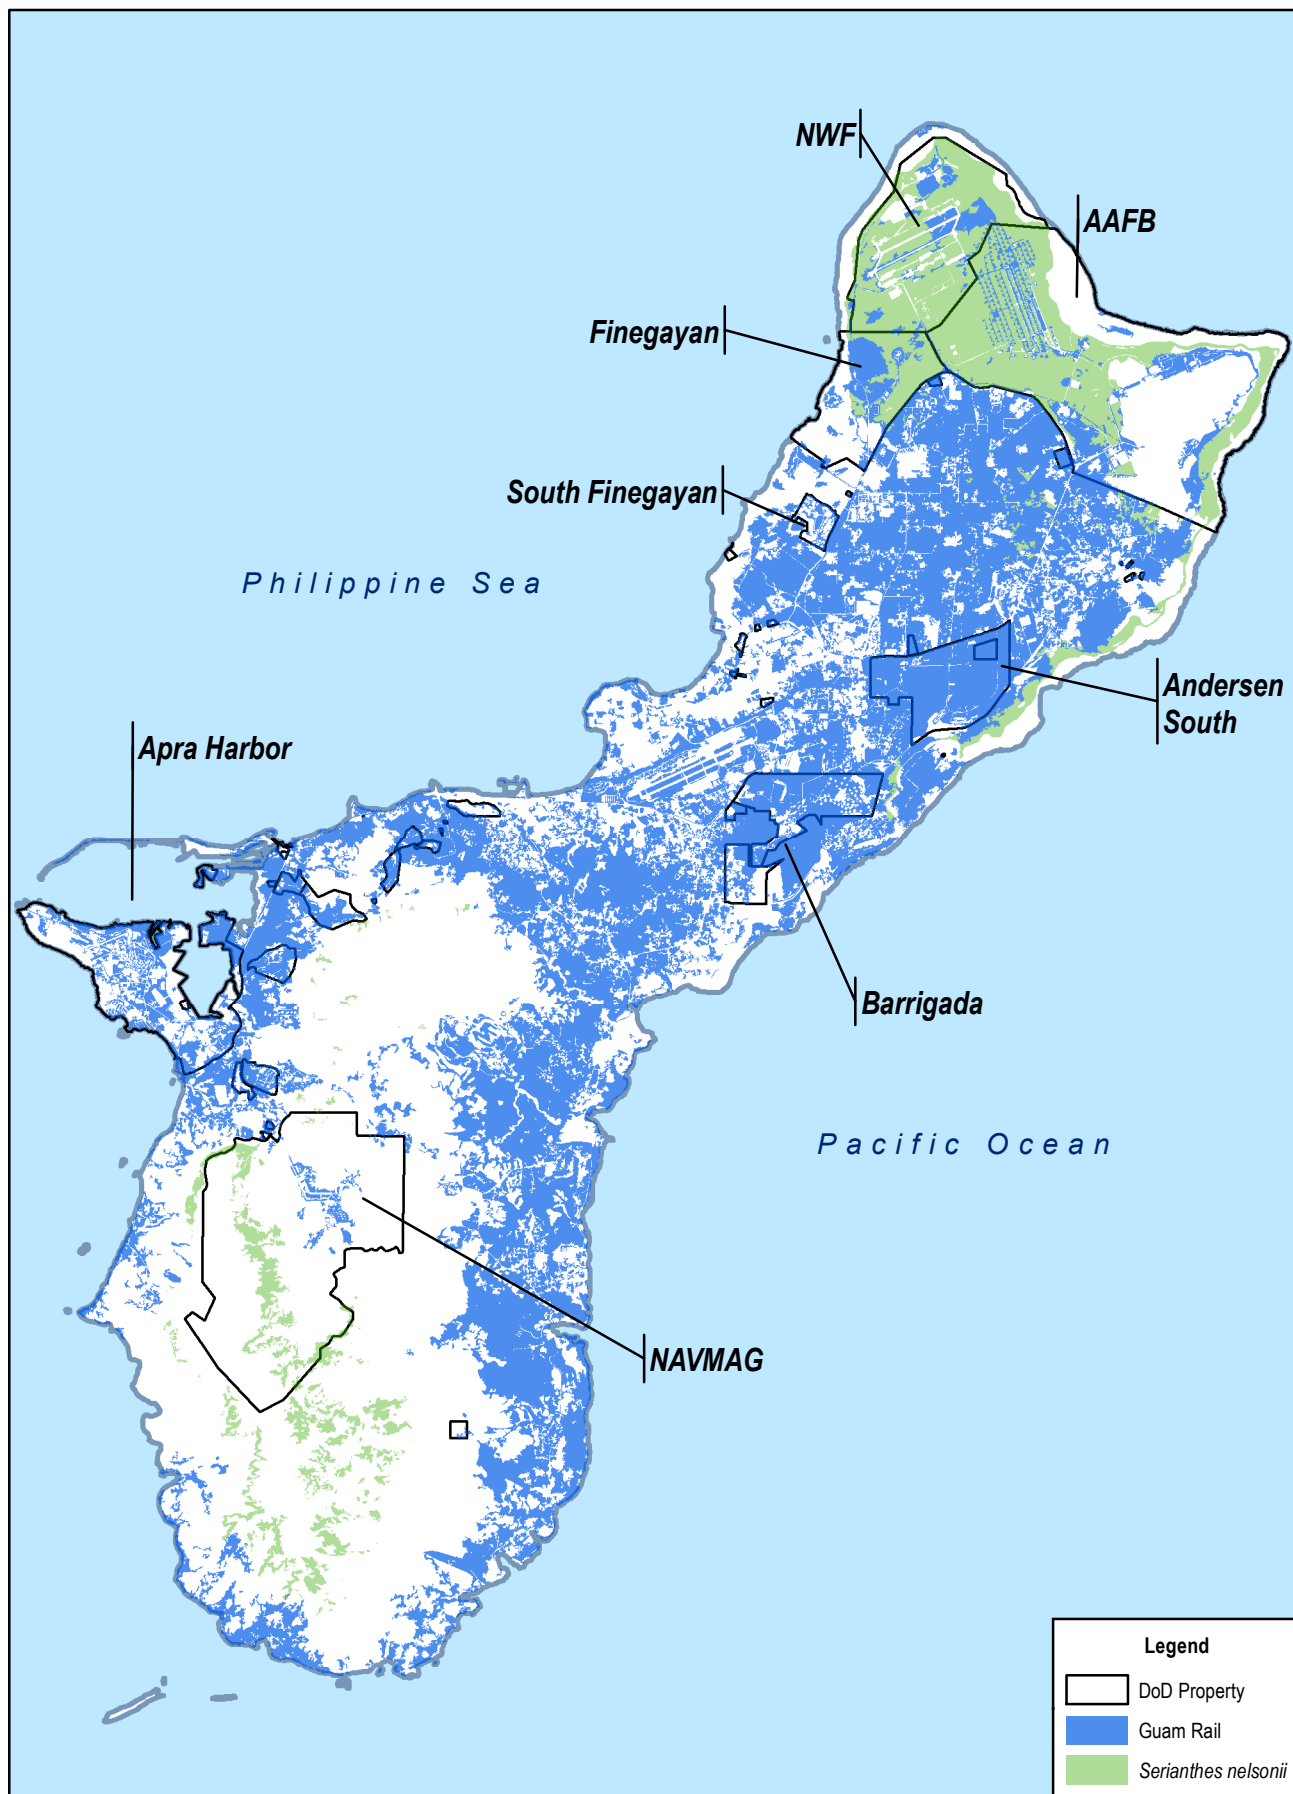 NWF
AAFB
Finegayan
South Finegayan
Philippine Sea
Andersen
South
Apra Harbor
Barrigada
Pacific Ocean
NAVMAG
Legend
DoD Property
Guam Rail
Serianthes nelsonii